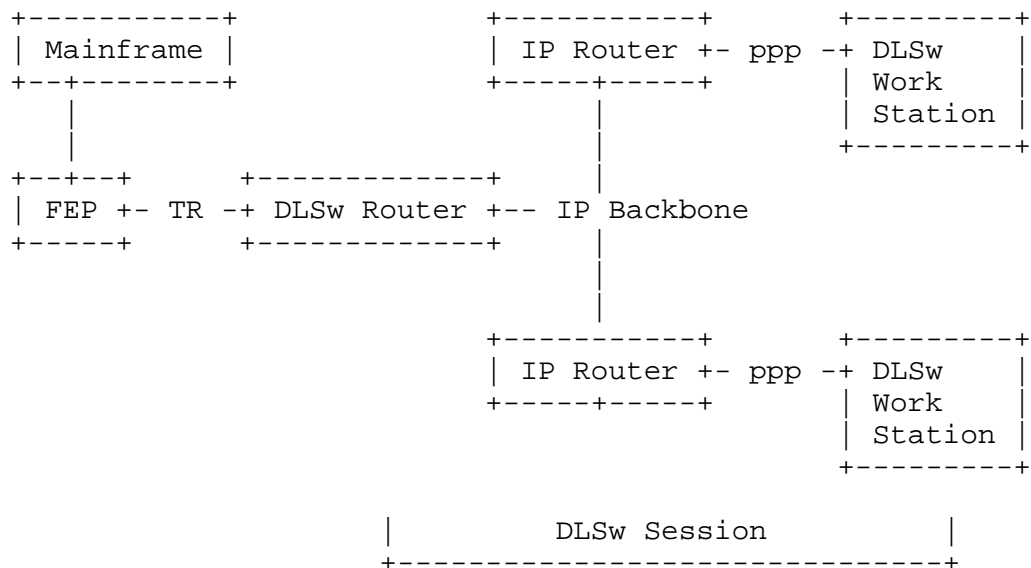 Mainframe IP Router ppp DLSw
Work
Station
FEP TR DLSw Router IP Backbone
IP Router ppp DLSw
Work
Station
DLSw Session